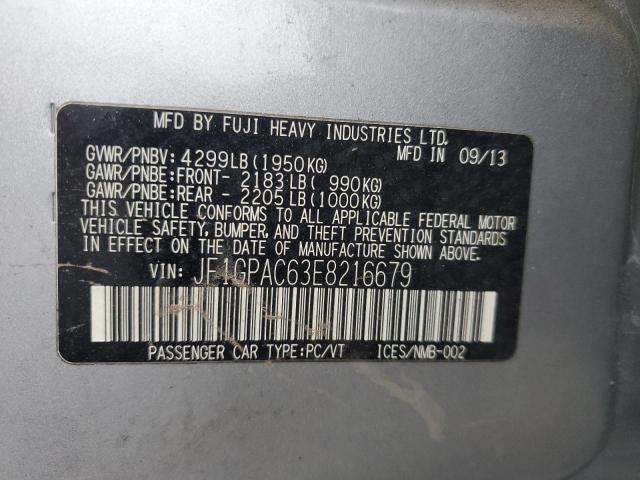 MFD BY FUJI HEAVY INDUSTRIES LTD.
GVWR/PNBV: 4299LB(1950KG) MFD IN 09/13
GAWR/PNBE:FRONT- 2183LB( 990KG)
GAWR/PNBE:REAR - 2205LB(1000KG)
THIS VEHICLE CONFORMS TO ALL APPLICABLE FEDERAL MOTOR
VEHICLE SAFETY, BUMPER, AND THEFT PREVENTION STANDARDS
IN EFFECT ON THE DATE OF MANUFACTURE SHOWN ABOVE.
VIN: JF1GPAC63E8216679
PASSENGER CAR TYPE:PC/VT ICES/NMB-002